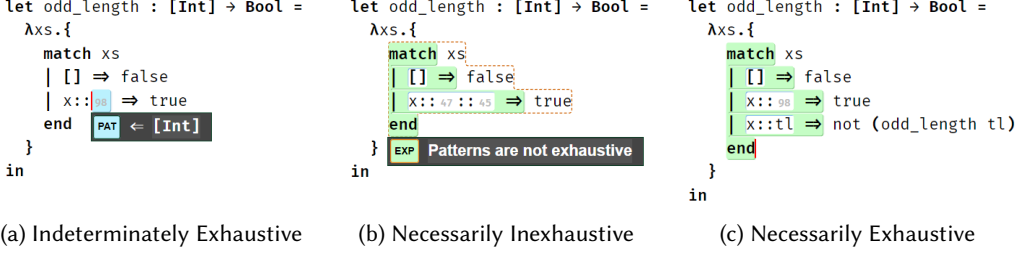 let odd_length : [Int] → Bool =
λxs.{
match xs
| [] ⇒ false
| x::98 ⇒ true
end PAT ⇐ [Int]
}
in
(a) Indeterminately Exhaustive
let odd_length : [Int] → Bool =
λxs.{
match xs
| [] ⇒ false
| x:: 47 :: 45 ⇒ true
end
} EXP Patterns are not exhaustive
in
(b) Necessarily Inexhaustive
let odd_length : [Int] → Bool =
λxs.{
match xs
| [] ⇒ false
| x:: 98 ⇒ true
| x::tl ⇒ not (odd_length tl)
end
}
in
(c) Necessarily Exhaustive